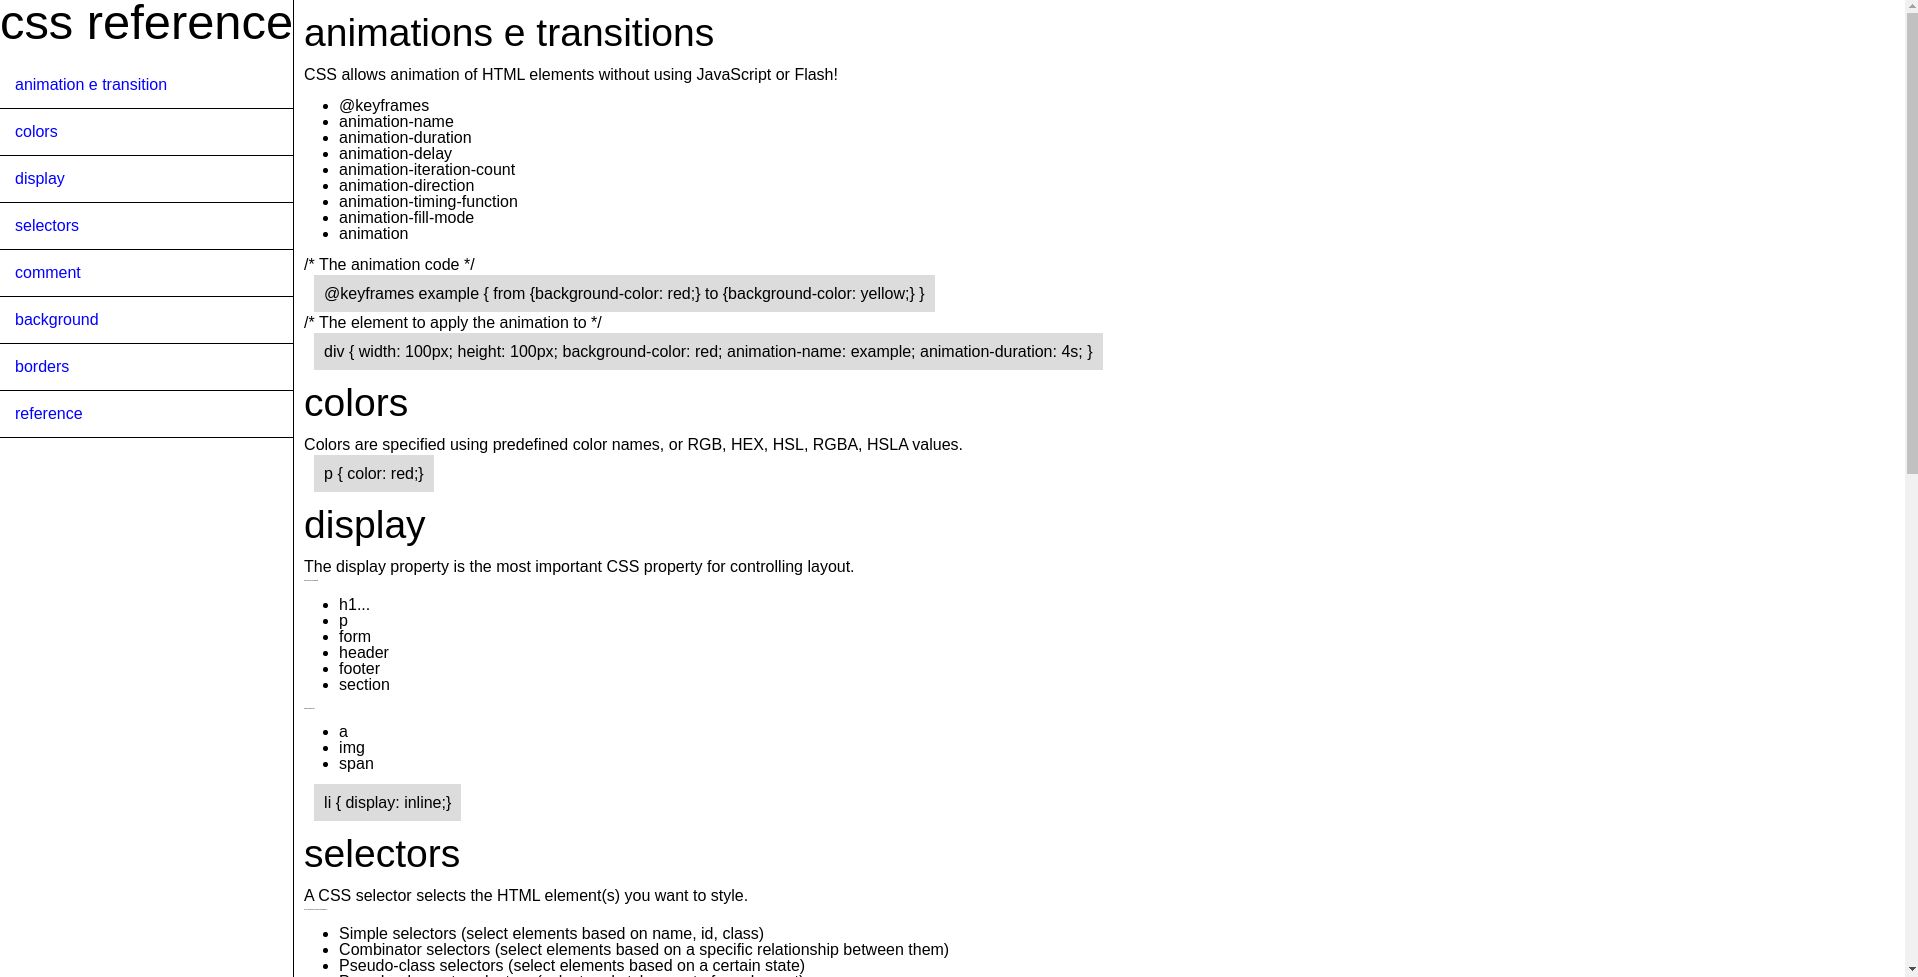 css reference
animation e transition
colors
display
selectors
comment
background
borders
reference
animations e transitions
CSS allows animation of HTML elements without using JavaScript or Flash!
@keyframes
animation-name
animation-duration
animation-delay
animation-iteration-count
animation-direction
animation-timing-function
animation-fill-mode
animation
/* The animation code */
@keyframes example { from {background-color: red;} to {background-color: yellow;} }
/* The element to apply the animation to */
div { width: 100px; height: 100px; background-color: red; animation-name: example; animation-duration: 4s; }
colors
Colors are specified using predefined color names, or RGB, HEX, HSL, RGBA, HSLA values.
p { color: red;}
display
The display property is the most important CSS property for controlling layout.
h1...
p
form
header
footer
section
a
img
span
li { display: inline;}
selectors
A CSS selector selects the HTML element(s) you want to style.
Simple selectors (select elements based on name, id, class)
Combinator selectors (select elements based on a specific relationship between them)
Pseudo-class selectors (select elements based on a certain state)